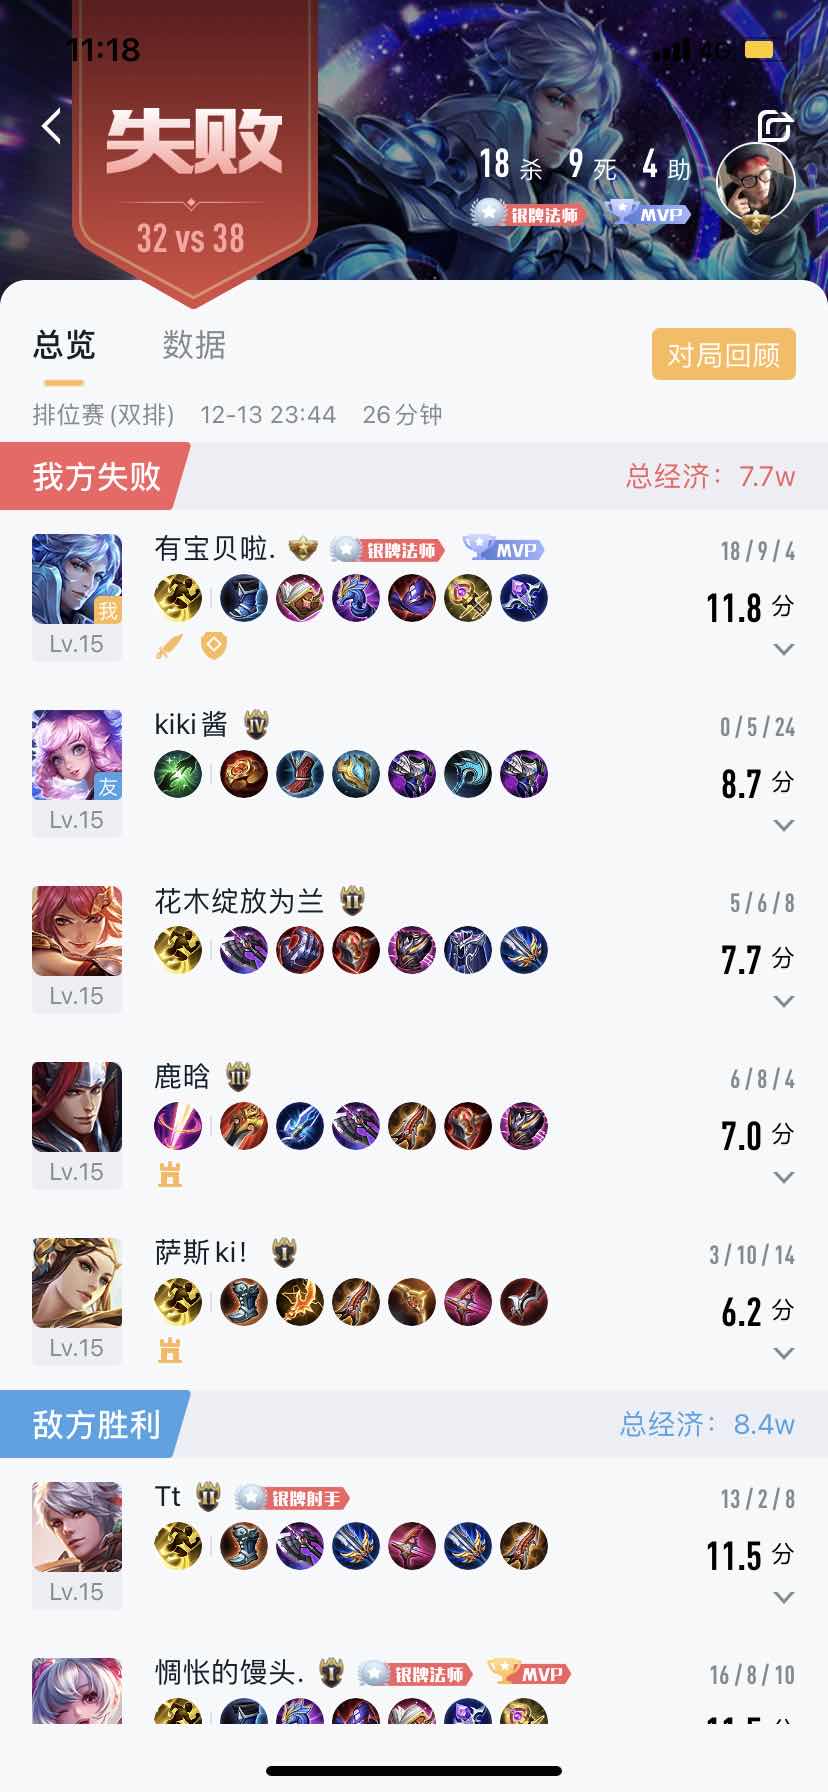 11:18 4G
失败
32 vs 38
18 杀 9 死 4 助
银牌法师 MVP
总览 数据 对局回顾
排位赛(双排) 12-13 23:44 26分钟
我方失败 总经济：7.7w
有宝贝啦. 银牌法师 MVP 18/9/4
11.8 分
我
Lv.15
kiki酱 IV 0/5/24
8.7 分
友
Lv.15
花木绽放为兰 II 5/6/8
7.7 分
Lv.15
鹿晗 III 6/8/4
7.0 分
Lv.15
萨斯ki! I 3/10/14
6.2 分
Lv.15
敌方胜利 总经济：8.4w
Tt II 银牌射手 13/2/8
11.5 分
Lv.15
惆怅的馒头. I 银牌法师 MVP 16/8/10